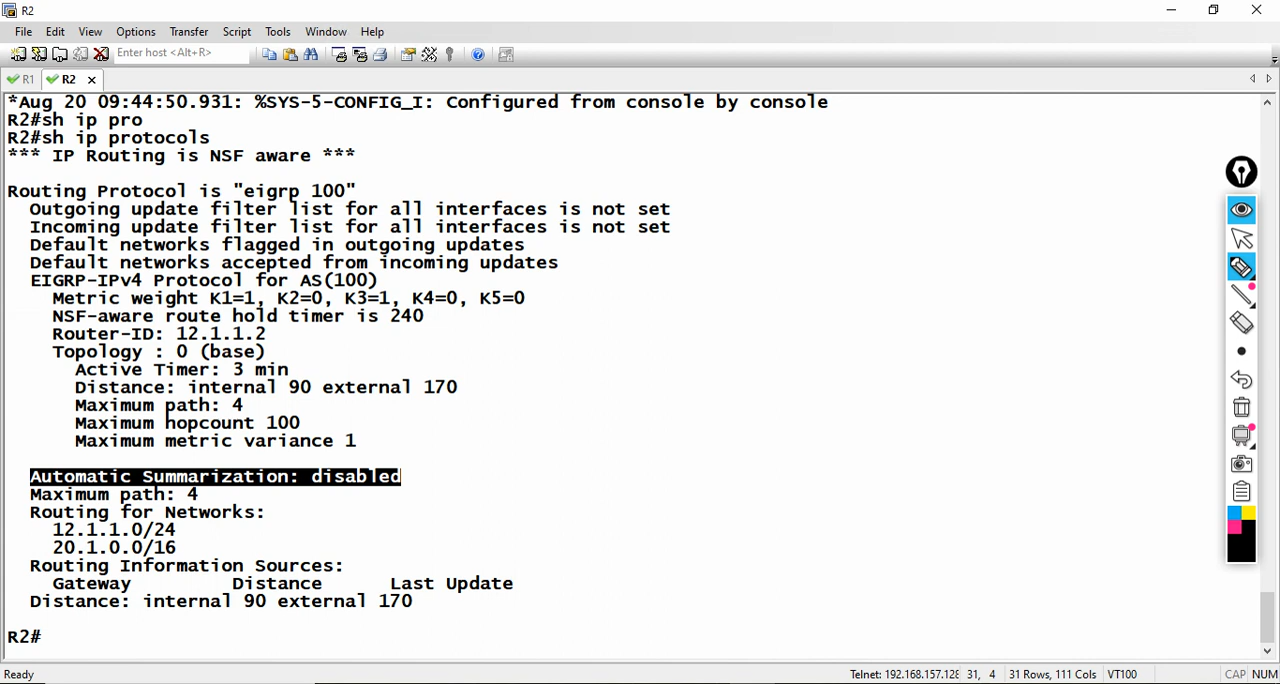 R2
File Edit View Options Transfer Script Tools Window Help
Enter host <Alt+R>
R1 R2
*Aug 20 09:44:50.931: %SYS-5-CONFIG_I: Configured from console by console
R2#sh ip pro
R2#sh ip protocols
*** IP Routing is NSF aware ***
Routing Protocol is "eigrp 100"
Outgoing update filter list for all interfaces is not set
Incoming update filter list for all interfaces is not set
Default networks flagged in outgoing updates
Default networks accepted from incoming updates
EIGRP-IPv4 Protocol for AS(100)
Metric weight K1=1, K2=0, K3=1, K4=0, K5=0
NSF-aware route hold timer is 240
Router-ID: 12.1.1.2
Topology : 0 (base)
Active Timer: 3 min
Distance: internal 90 external 170
Maximum path: 4
Maximum hopcount 100
Maximum metric variance 1
Automatic Summarization: disabled
Maximum path: 4
Routing for Networks:
12.1.1.0/24
20.1.0.0/16
Routing Information Sources:
Gateway Distance Last Update
Distance: internal 90 external 170
R2#
Ready Telnet: 192.168.157.128 31, 4 31 Rows, 111 Cols VT100 CAP NUM